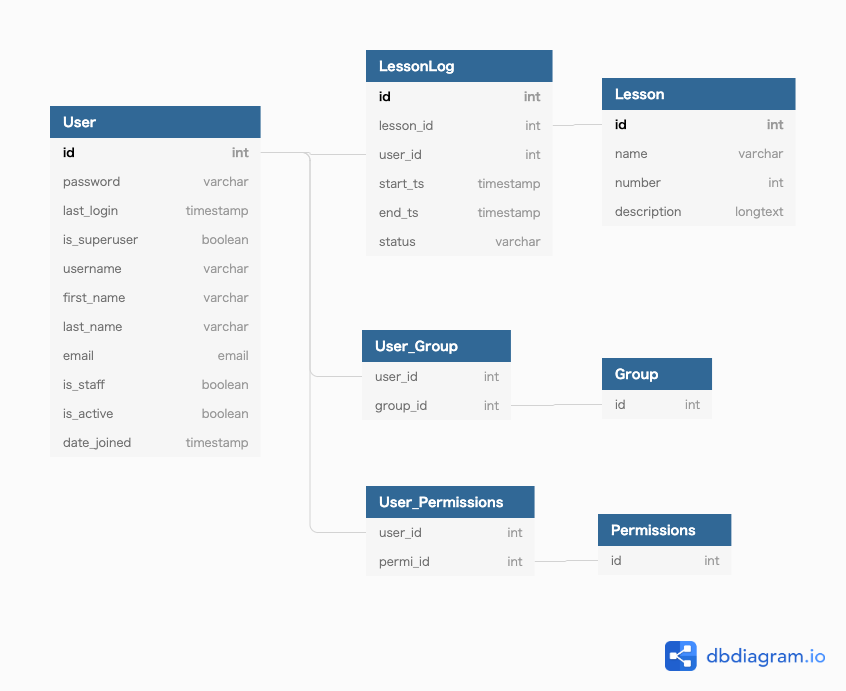 User
id int
password varchar
last_login timestamp
is_superuser boolean
username varchar
first_name varchar
last_name varchar
email email
is_staff boolean
is_active boolean
date_joined timestamp
LessonLog
id int
lesson_id int
user_id int
start_ts timestamp
end_ts timestamp
status varchar
Lesson
id int
name varchar
number int
description longtext
User_Group
user_id int
group_id int
Group
id int
User_Permissions
user_id int
permi_id int
Permissions
id int
dbdiagram.io